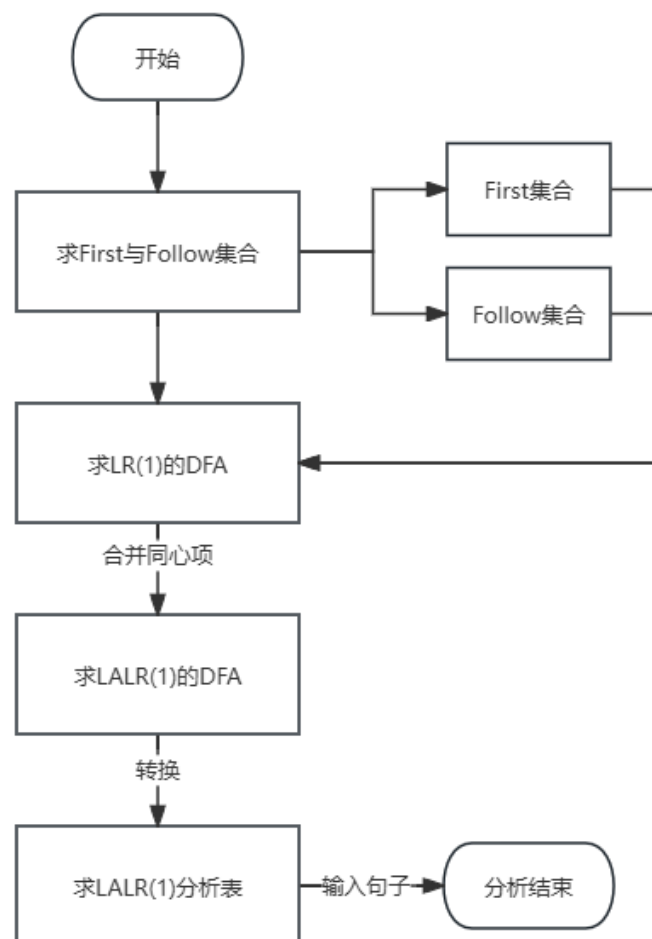 开始
求First与Follow集合
First集合
Follow集合
求LR(1)的DFA
合并同心项
求LALR(1)的DFA
转换
求LALR(1)分析表
输入句子
分析结束